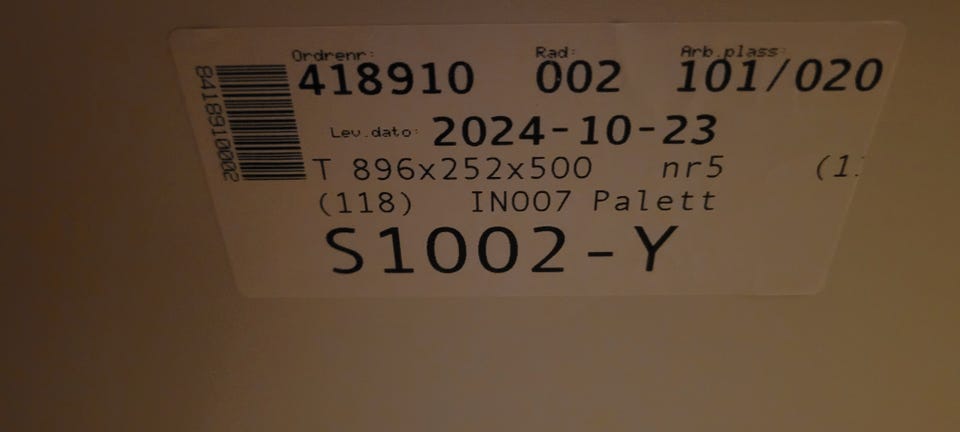 Ordrenr: Rad: Arb.plass:
418910 002 101/020
Lev.dato: 2024-10-23
T 896x252x500 nr5 (1
(118) IN007 Palett
S1002-Y
8418910002